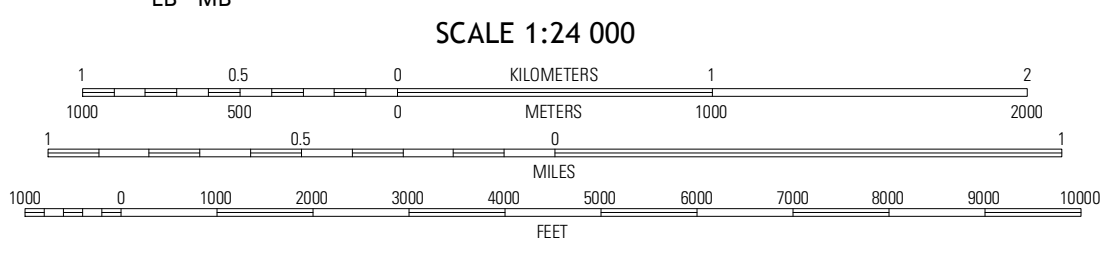 SCALE 1:24 000
1 0.5 0 KILOMETERS 1 2
1000 500 0 METERS 1000 2000
1 0.5 0 1
MILES
1000 0 1000 2000 3000 4000 5000 6000 7000 8000 9000 10000
FEET